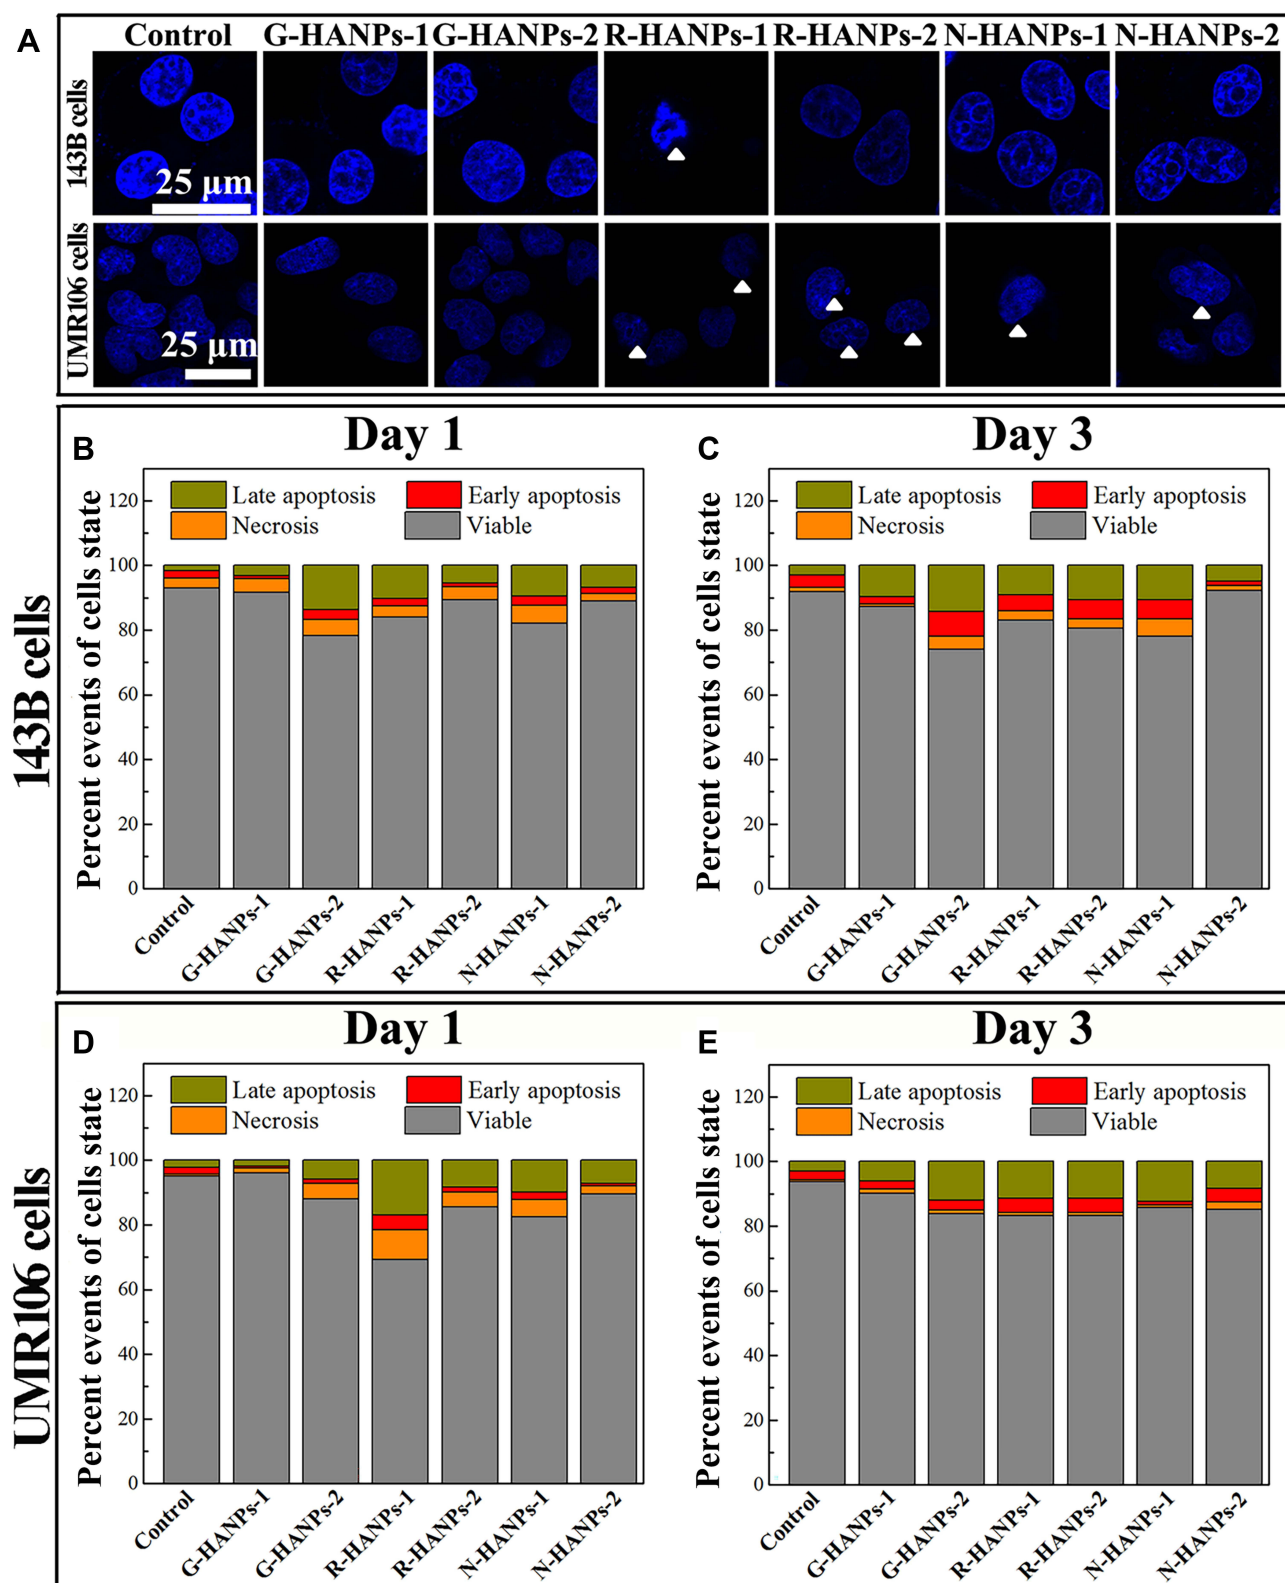 A
Control G-HANPs-1 G-HANPs-2 R-HANPs-1 R-HANPs-2 N-HANPs-1 N-HANPs-2
143B cells
25 μm
UMR106 cells
25 μm
143B cells
B
Day 1
Late apoptosis Early apoptosis
Necrosis Viable
Percent events of cells state
120
100
80
60
40
20
0
Control G-HANPs-1 G-HANPs-2 R-HANPs-1 R-HANPs-2 N-HANPs-1 N-HANPs-2
C
Day 3
Late apoptosis Early apoptosis
Necrosis Viable
Percent events of cells state
120
100
80
60
40
20
0
Control G-HANPs-1 G-HANPs-2 R-HANPs-1 R-HANPs-2 N-HANPs-1 N-HANPs-2
UMR106 cells
D
Day 1
Late apoptosis Early apoptosis
Necrosis Viable
Percent events of cells state
120
100
80
60
40
20
0
Control G-HANPs-1 G-HANPs-2 R-HANPs-1 R-HANPs-2 N-HANPs-1 N-HANPs-2
E
Day 3
Late apoptosis Early apoptosis
Necrosis Viable
Percent events of cells state
120
100
80
60
40
20
0
Control G-HANPs-1 G-HANPs-2 R-HANPs-1 R-HANPs-2 N-HANPs-1 N-HANPs-2